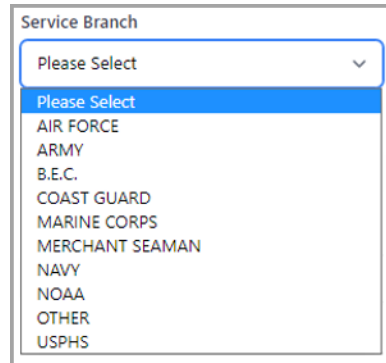 Service Branch
Please Select
Please Select
AIR FORCE
ARMY
B.E.C.
COAST GUARD
MARINE CORPS
MERCHANT SEAMAN
NAVY
NOAA
OTHER
USPHS